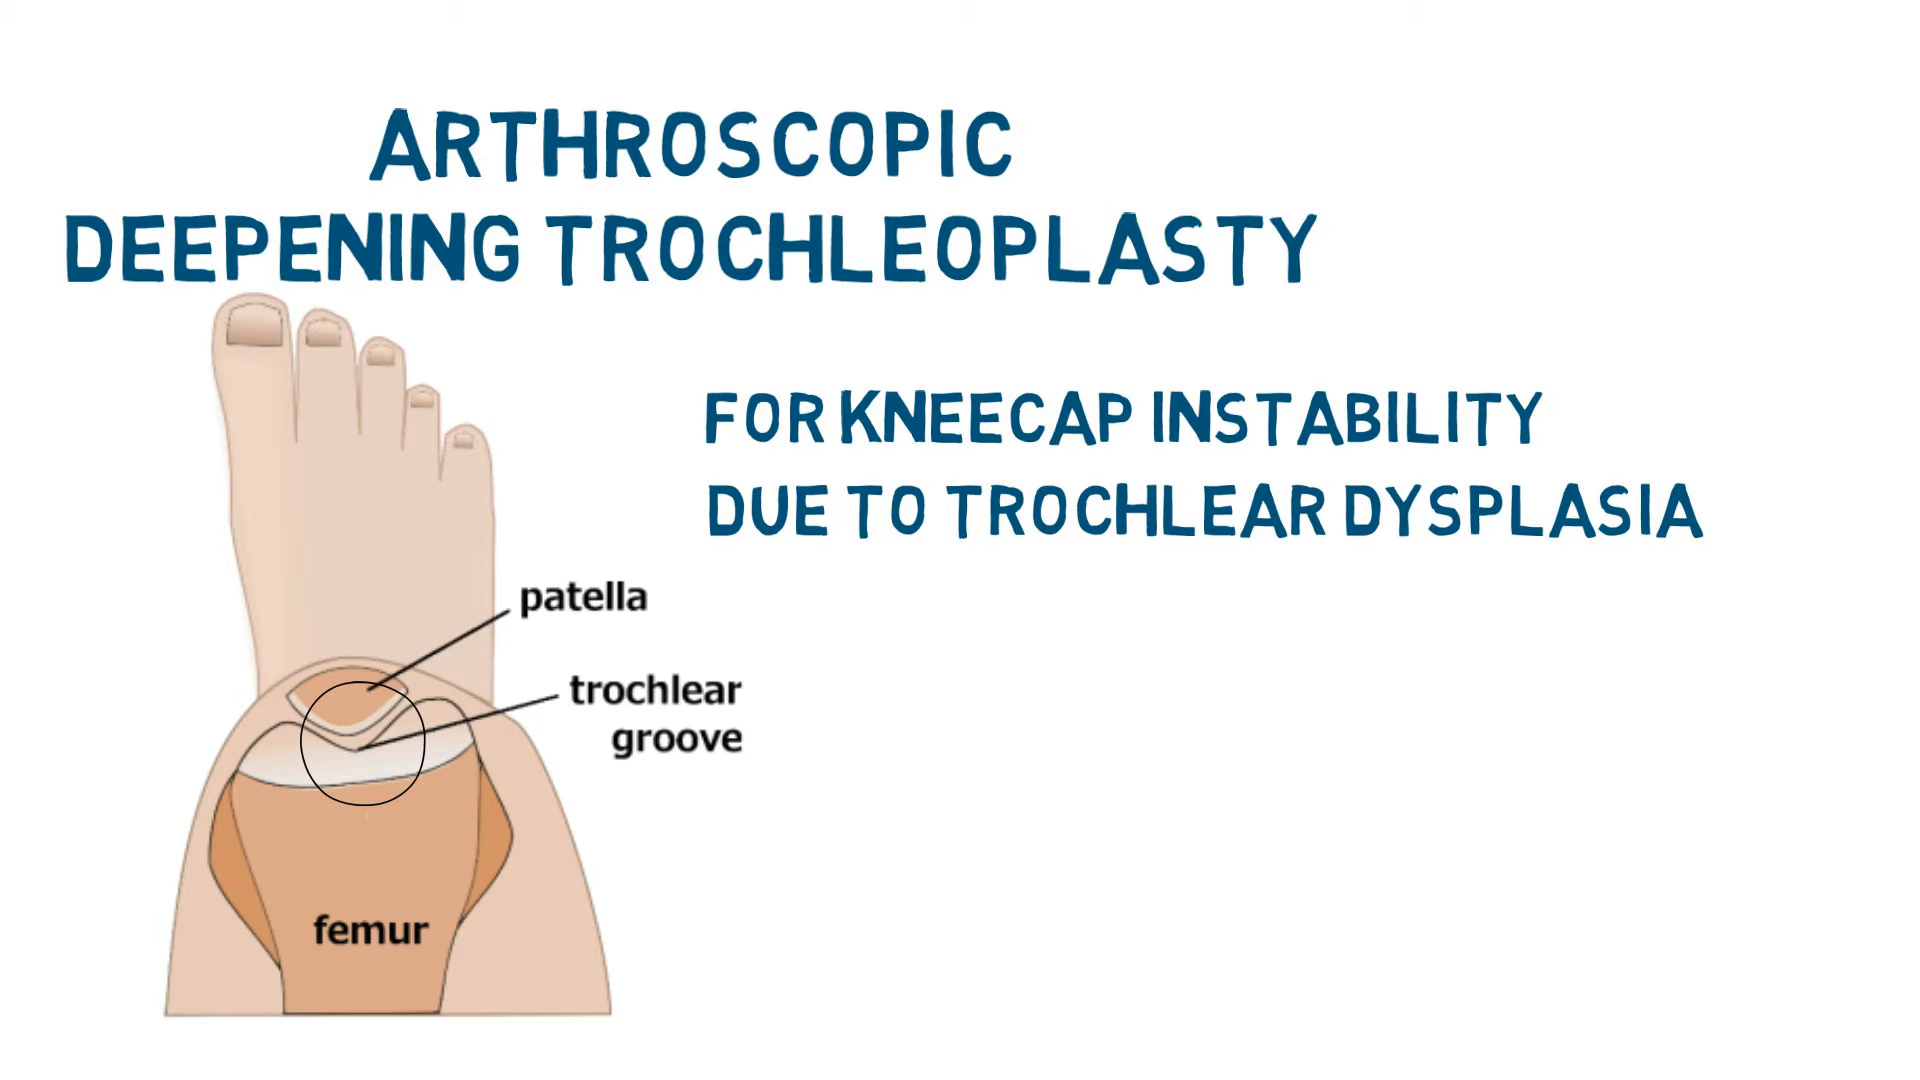 ARTHROSCOPIC
DEEPENING TROCHLEOPLASTY
FOR KNEECAP INSTABILITY
DUE TO TROCHLEAR DYSPLASIA
patella
trochlear
groove
femur